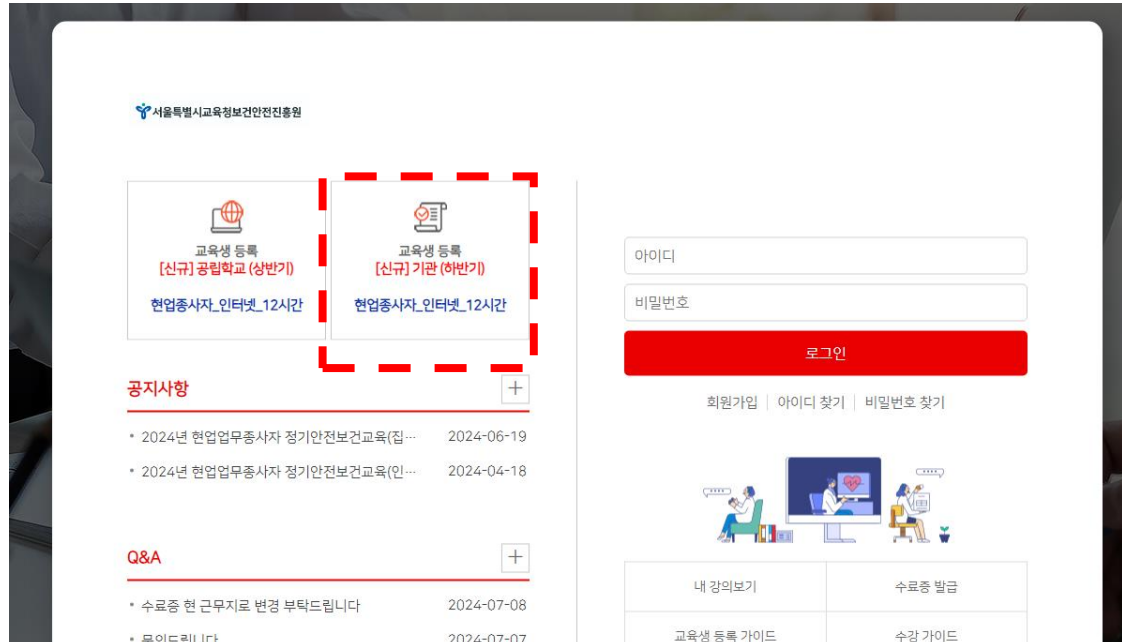 서울특별시교육청보건안전진흥원
교육생 등록
[신규] 공립학교 (상반기)
현업종사자_인터넷_12시간
교육생 등록
[신규] 기관 (하반기)
현업종사자_인터넷_12시간
공지사항
2024년 현업업무종사자 정기안전보건교육(집… 2024-06-19
2024년 현업업무종사자 정기안전보건교육(인… 2024-04-18
Q&A
수료증 현 근무지로 변경 부탁드립니다 2024-07-08
문의드립니다 2024-07-07
아이디
비밀번호
로그인
회원가입 | 아이디 찾기 | 비밀번호 찾기
내 강의보기 수료증 발급
교육생 등록 가이드 수강 가이드